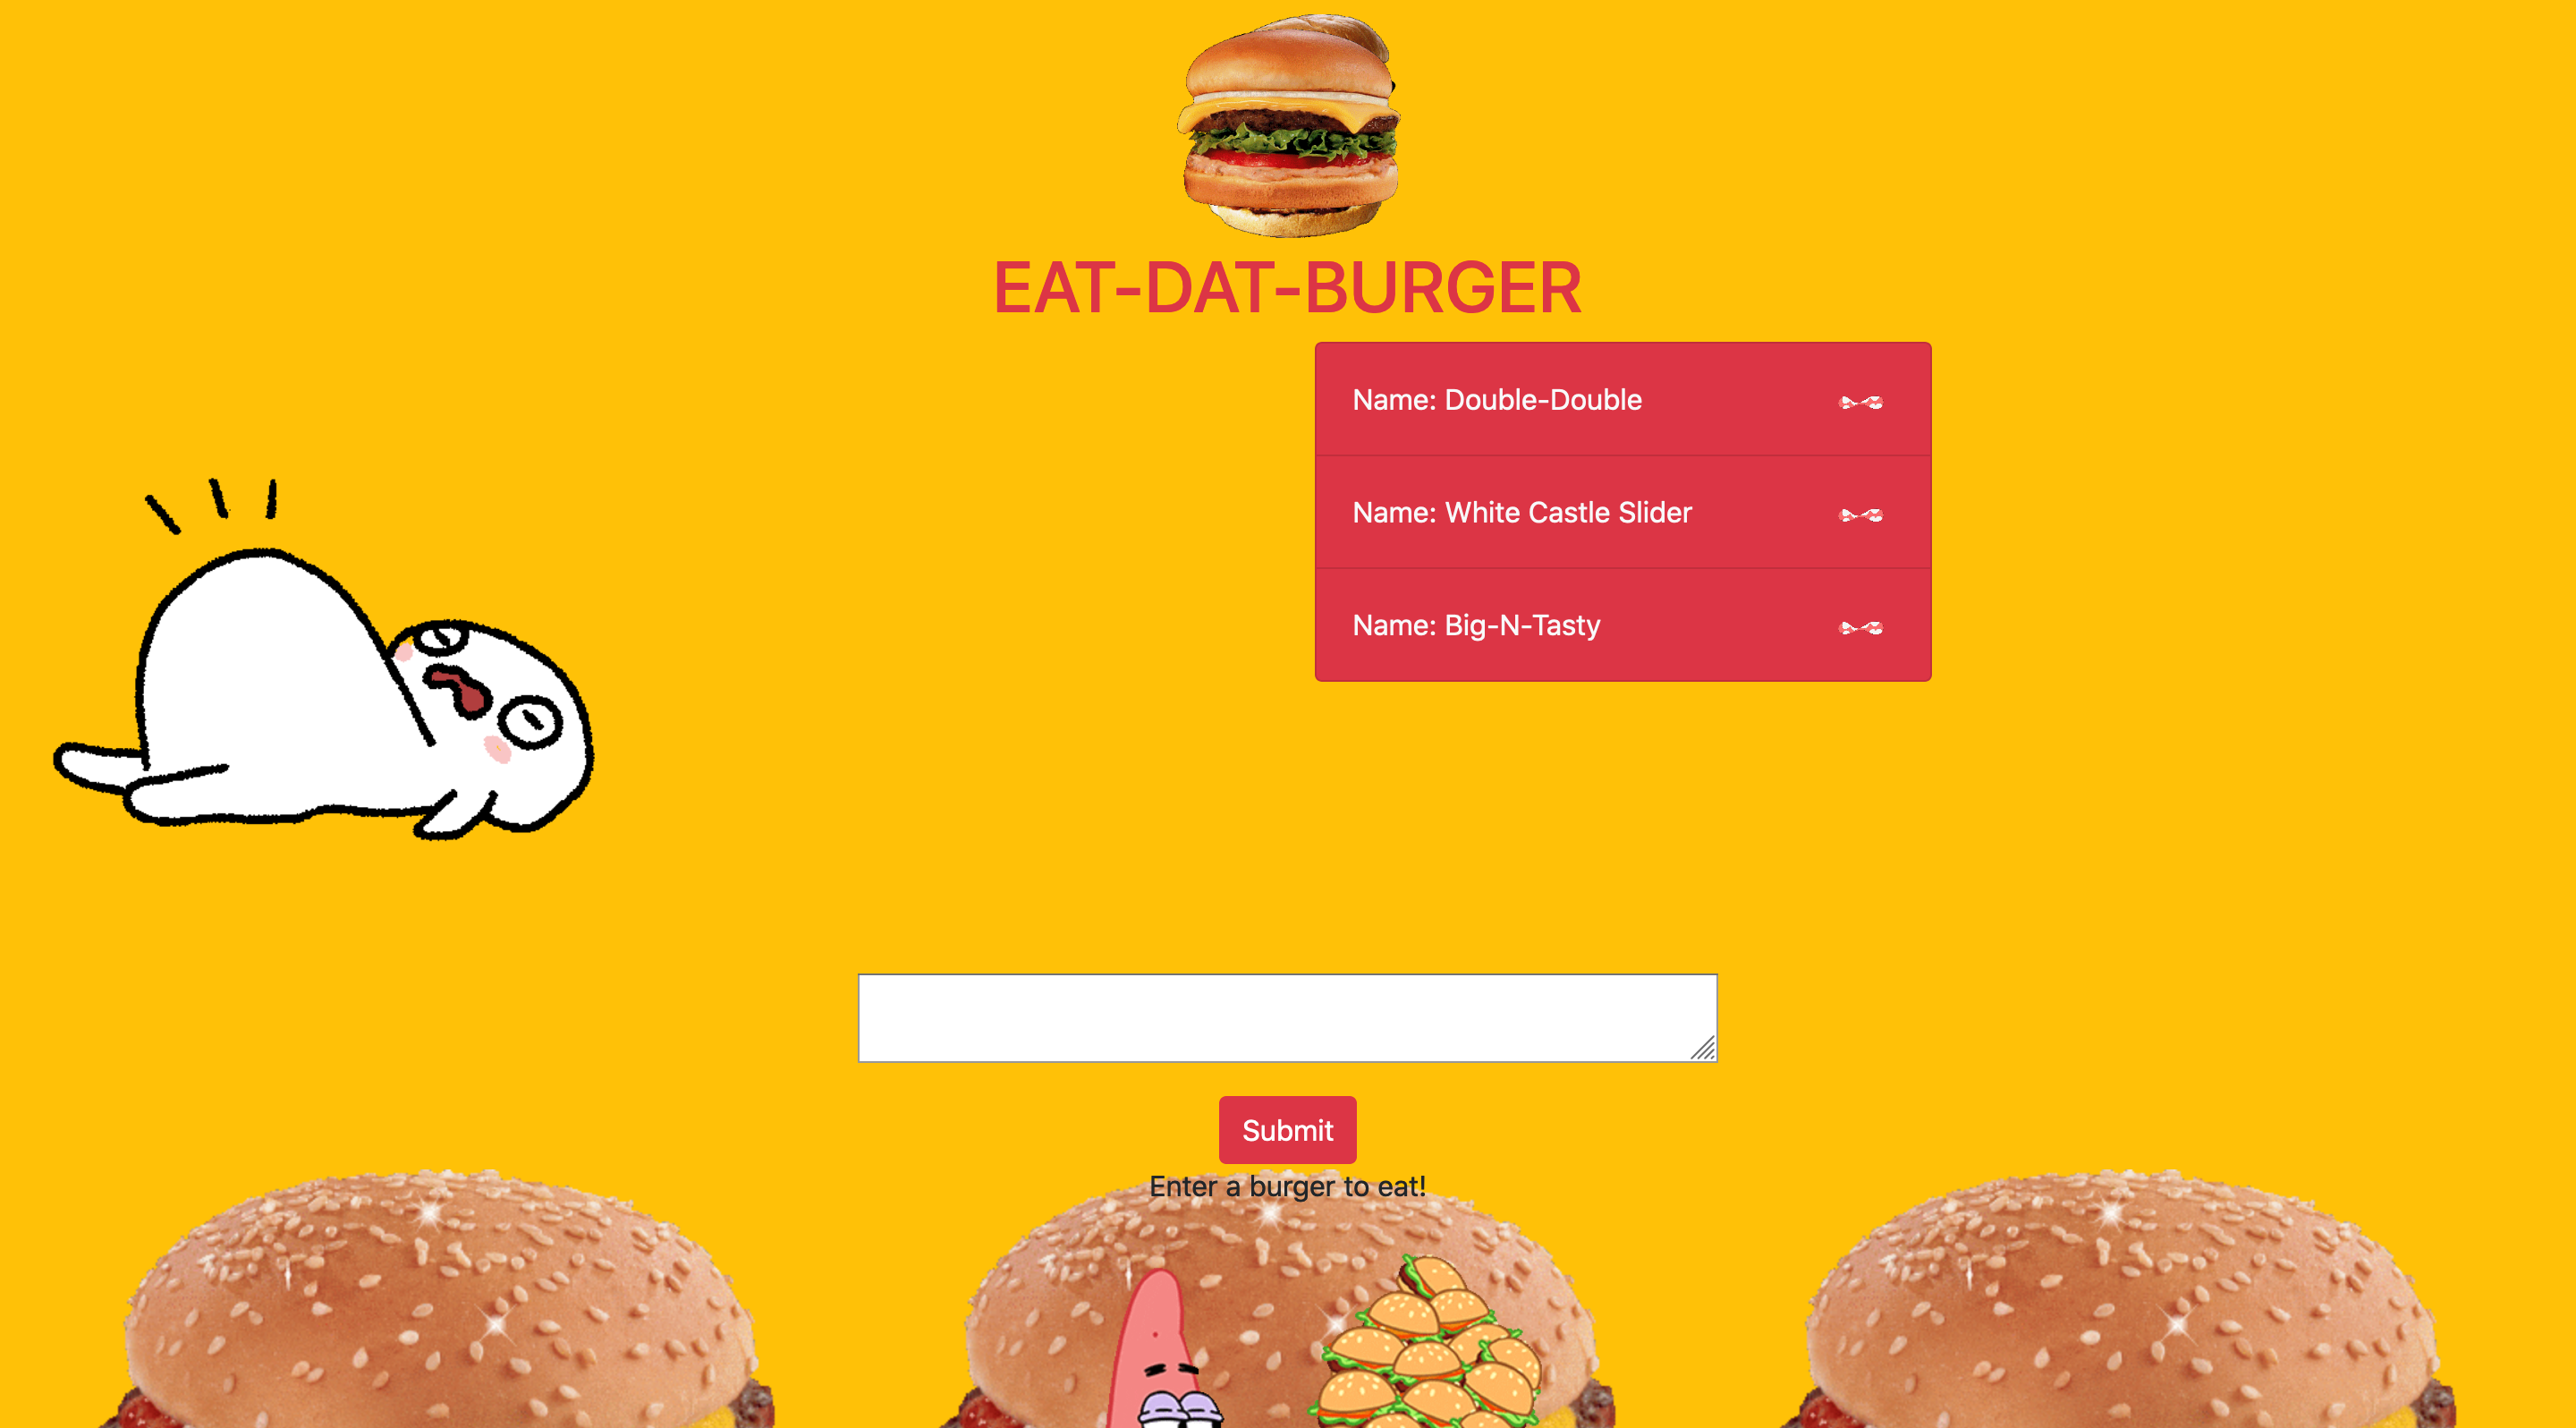 EAT-DAT-BURGER
Name: Double-Double
Name: White Castle Slider
Name: Big-N-Tasty
Submit
Enter a burger to eat!